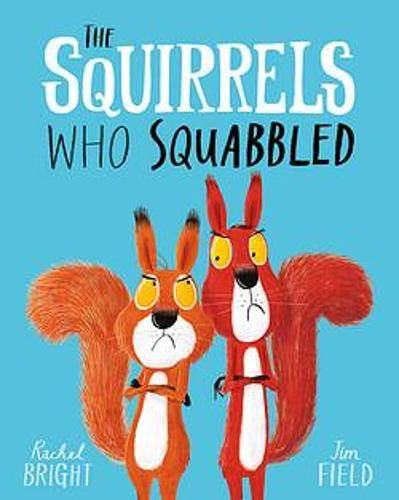 THE
SQUIRRELS
WHO SQUABBLED
Rachel
BRIGHT
Jim
FIELD